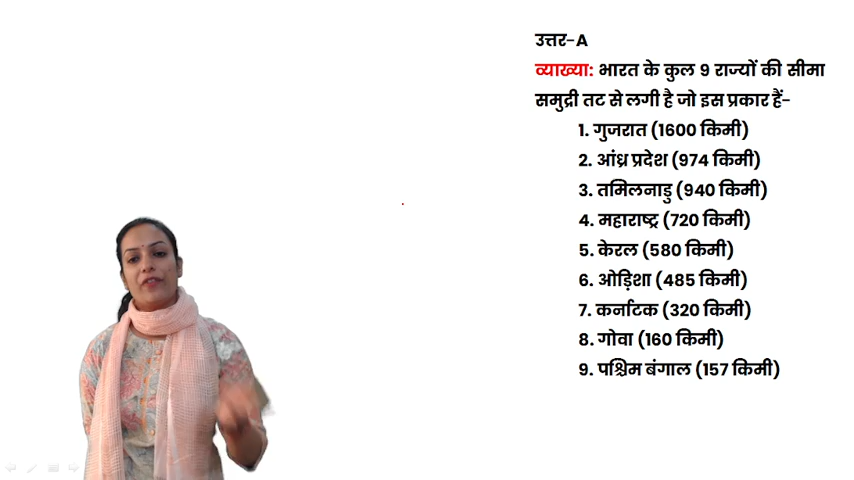 उत्तर-A
व्याख्या: भारत के कुल 9 राज्यों की सीमा
समुद्री तट से लगी है जो इस प्रकार हैं-
1. गुजरात (1600 किमी)
2. आंध्र प्रदेश (974 किमी)
3. तमिलनाडु (940 किमी)
4. महाराष्ट्र (720 किमी)
5. केरल (580 किमी)
6. ओड़िशा (485 किमी)
7. कर्नाटक (320 किमी)
8. गोवा (160 किमी)
9. पश्चिम बंगाल (157 किमी)